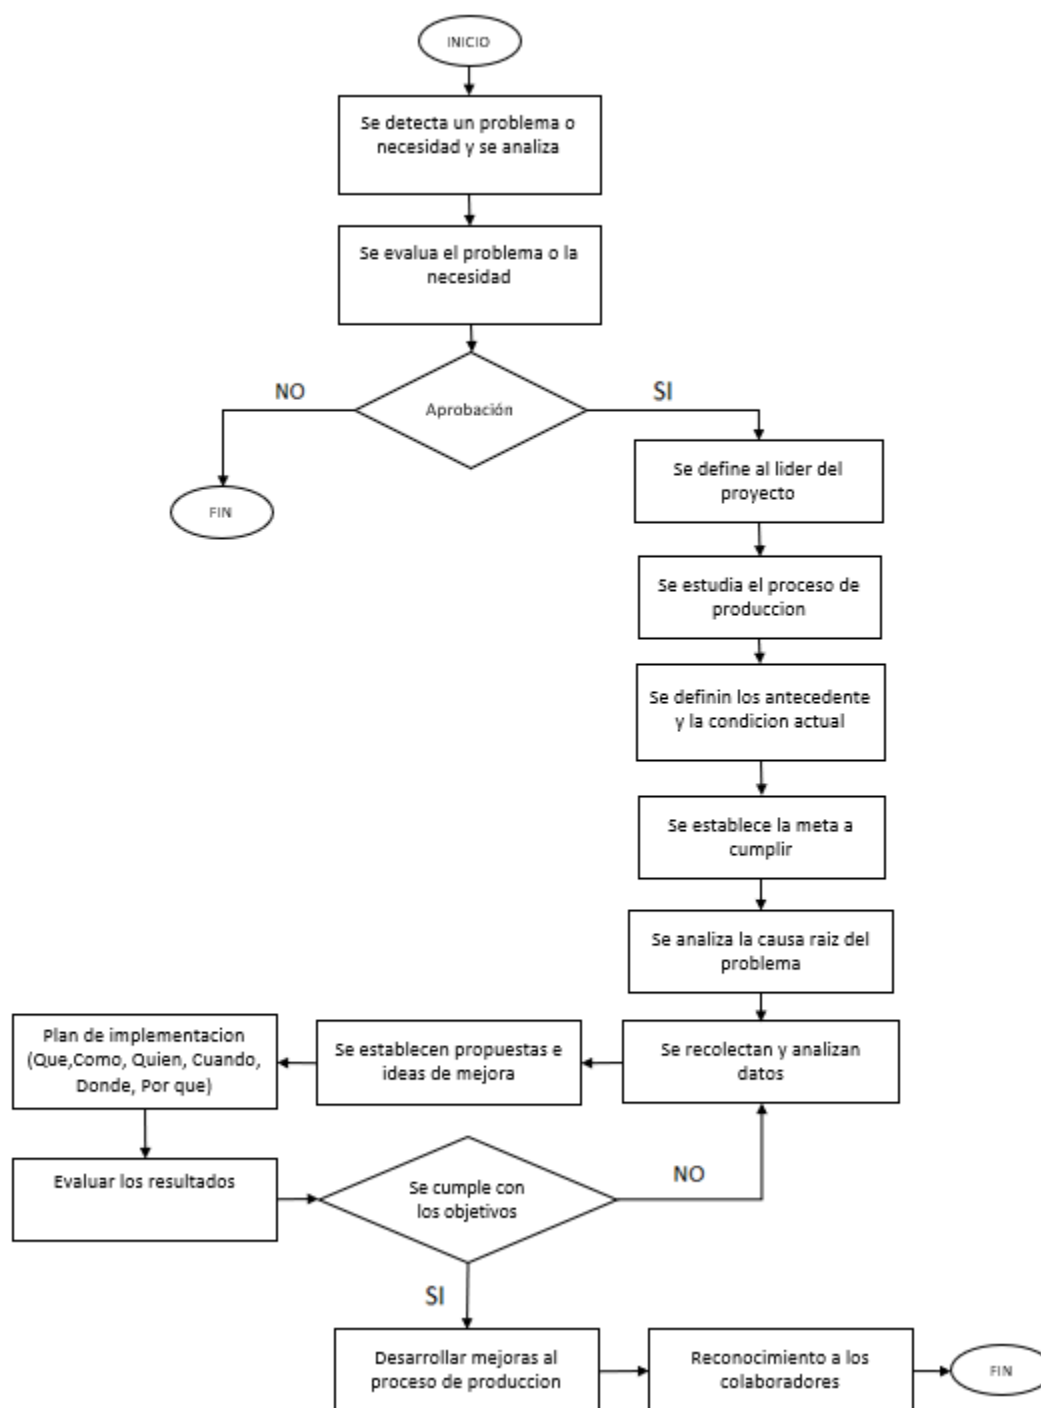 INICIO
Se detecta un problema o
necesidad y se analiza
Se evalua el problema o la
necesidad
Aprobación
NO
SI
FIN
Se define al lider del
proyecto
Se estudia el proceso de
produccion
Se definin los antecedente
y la condicion actual
Se establece la meta a
cumplir
Se analiza la causa raiz del
problema
Se recolectan y analizan
datos
Se establecen propuestas e
ideas de mejora
Plan de implementacion
(Que,Como, Quien, Cuando,
Donde, Por que)
Evaluar los resultados
Se cumple con
los objetivos
NO
SI
Desarrollar mejoras al
proceso de produccion
Reconocimiento a los
colaboradores
FIN